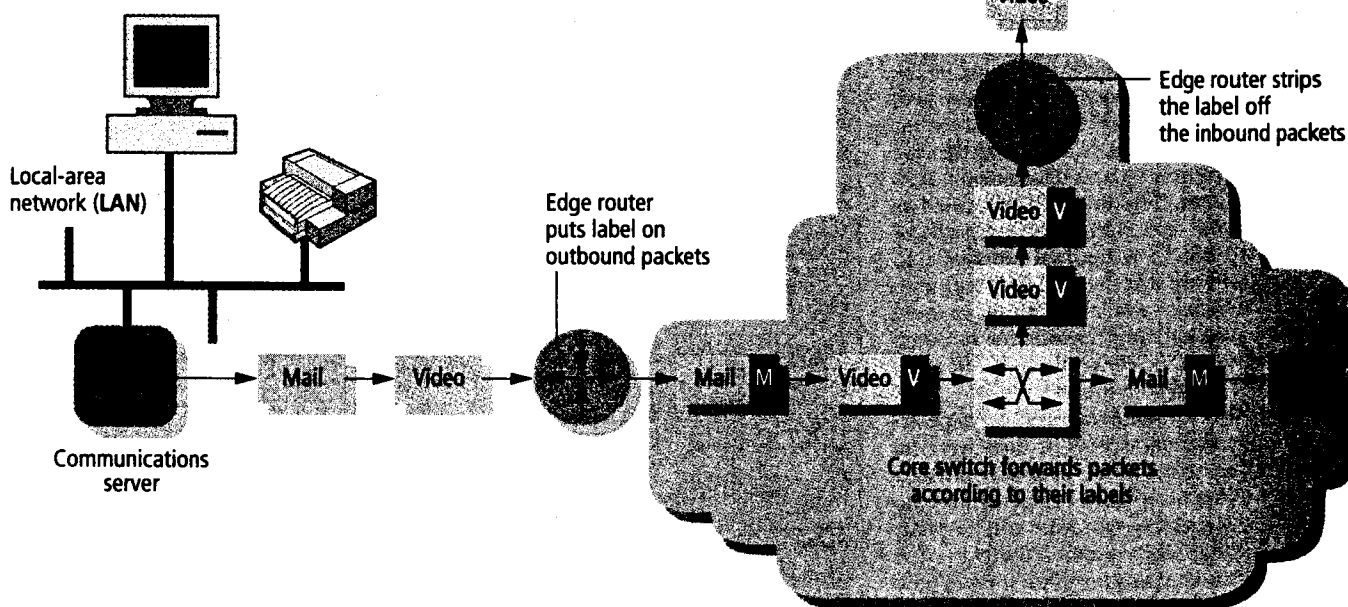 Video
Edge router strips
the label off
the inbound packets
Local-area
network (LAN)
Edge router
puts label on
outbound packets
Video V
Video V
Mail
Video
Mail M
Video V
Mail M
Communications
server
Core switch forwards packets
according to their labels